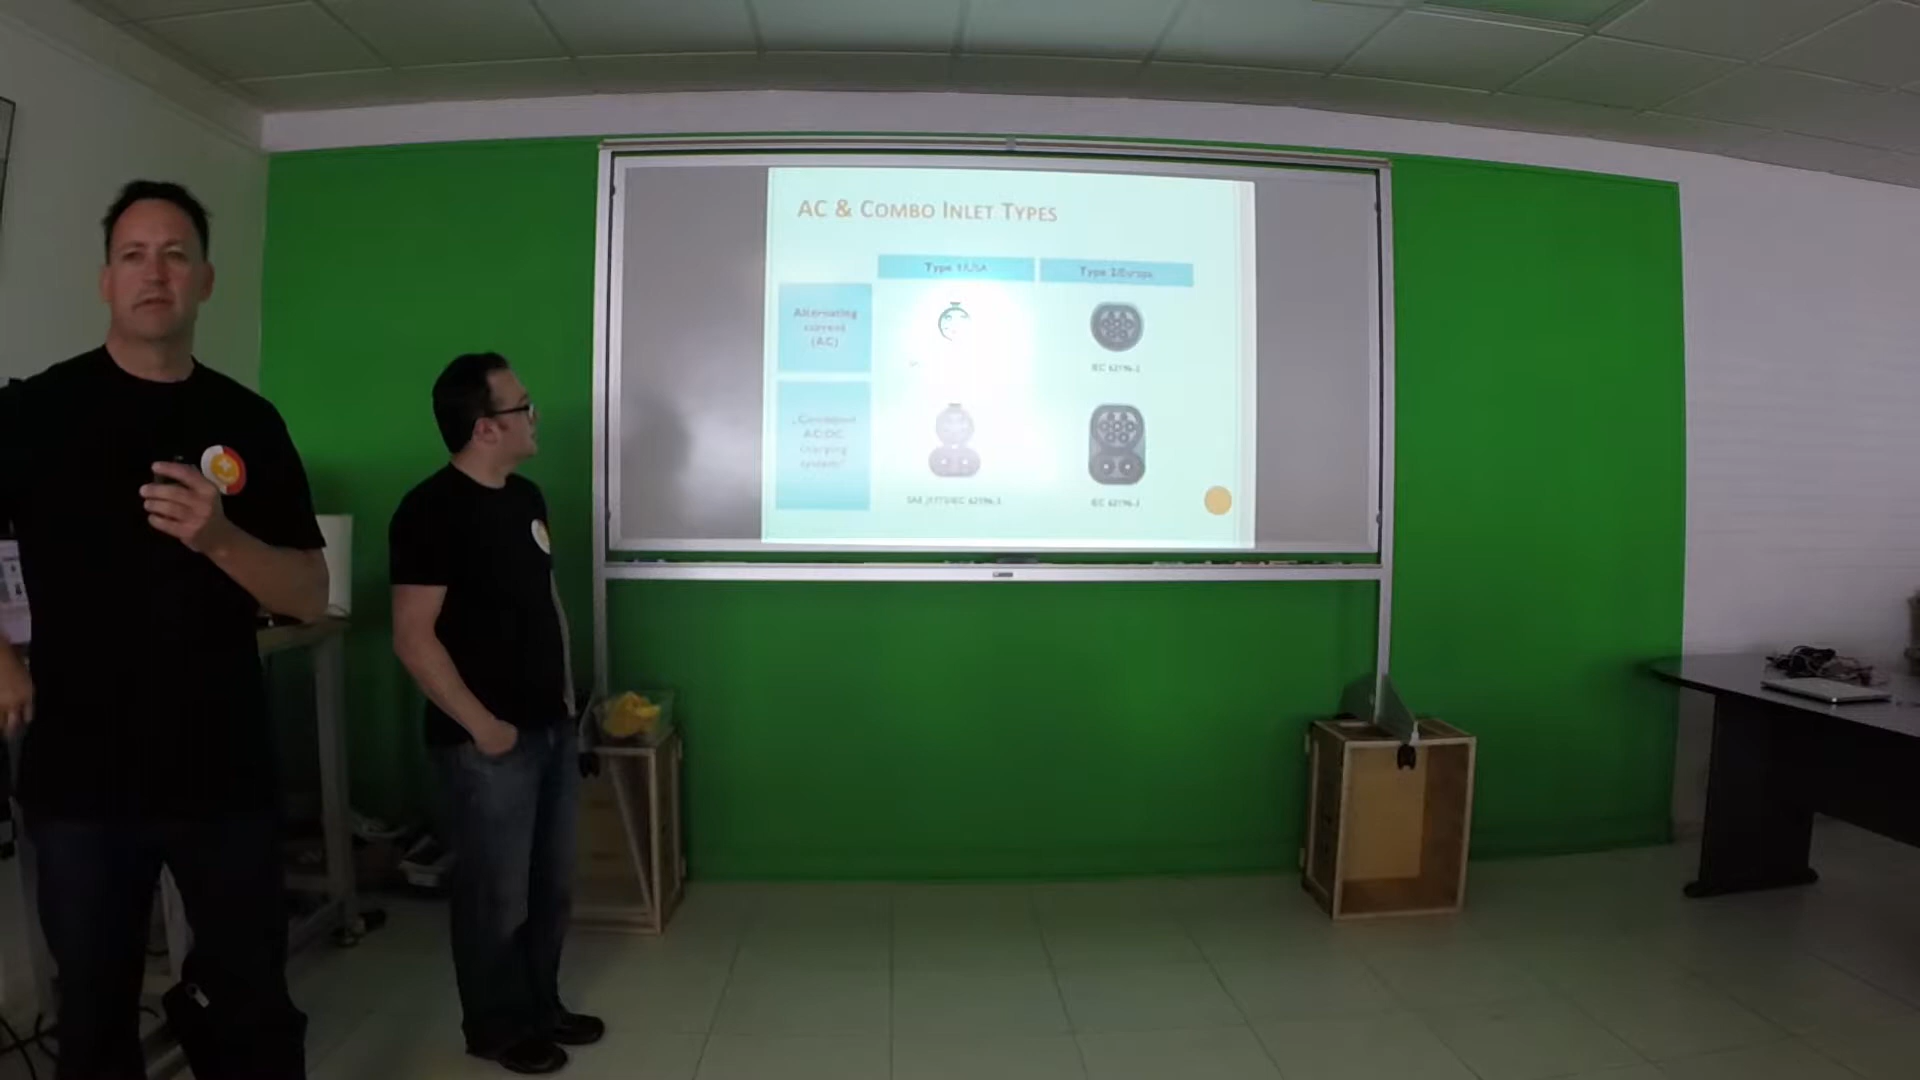 AC & COMBO INLET TYPES
Type 1/USA
Type 2/Europe
Alternating
current
(AC)
IEC 62196-2
„Combined
AC/DC
charging
system"
SAE J1772/IEC 62196-3
IEC 62196-3